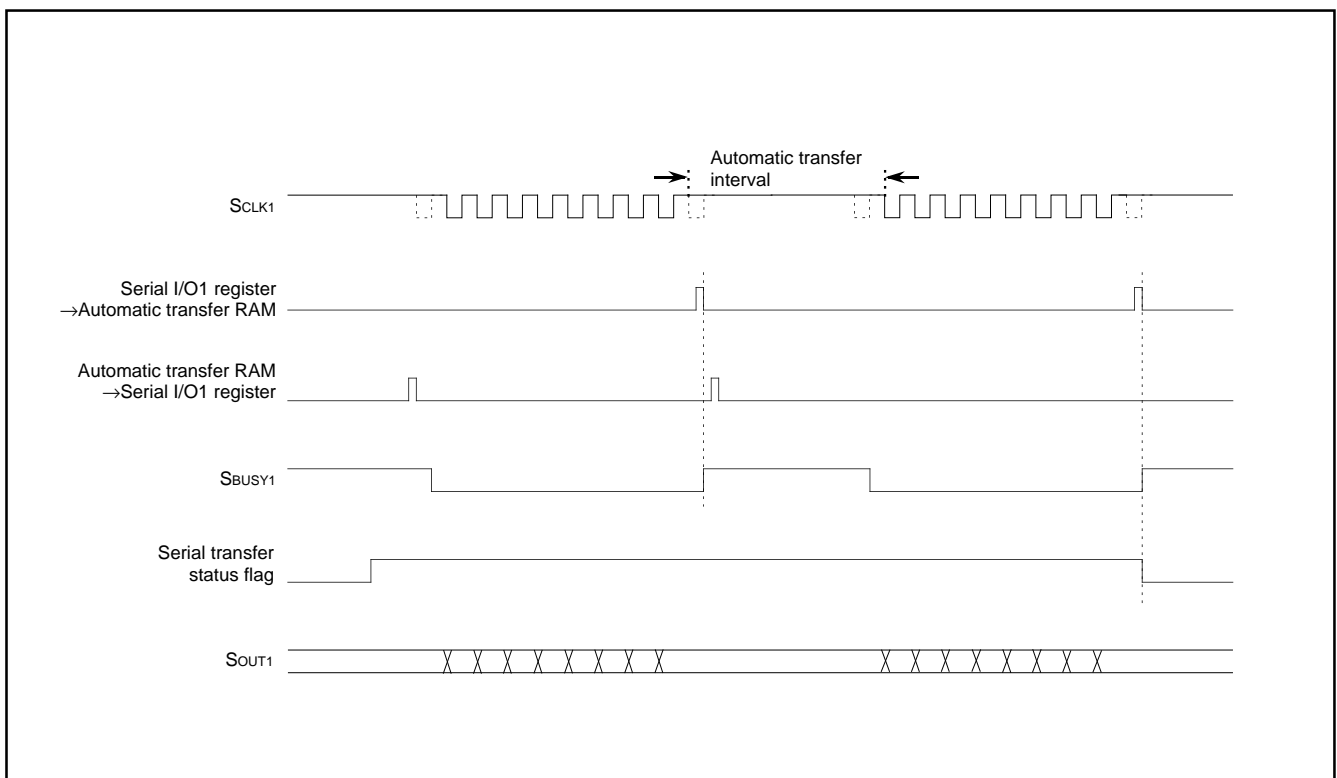 Automatic transfer
interval
SCLK1
Serial I/O1 register
→Automatic transfer RAM
Automatic transfer RAM
→Serial I/O1 register
SBUSY1
Serial transfer
status flag
SOUT1